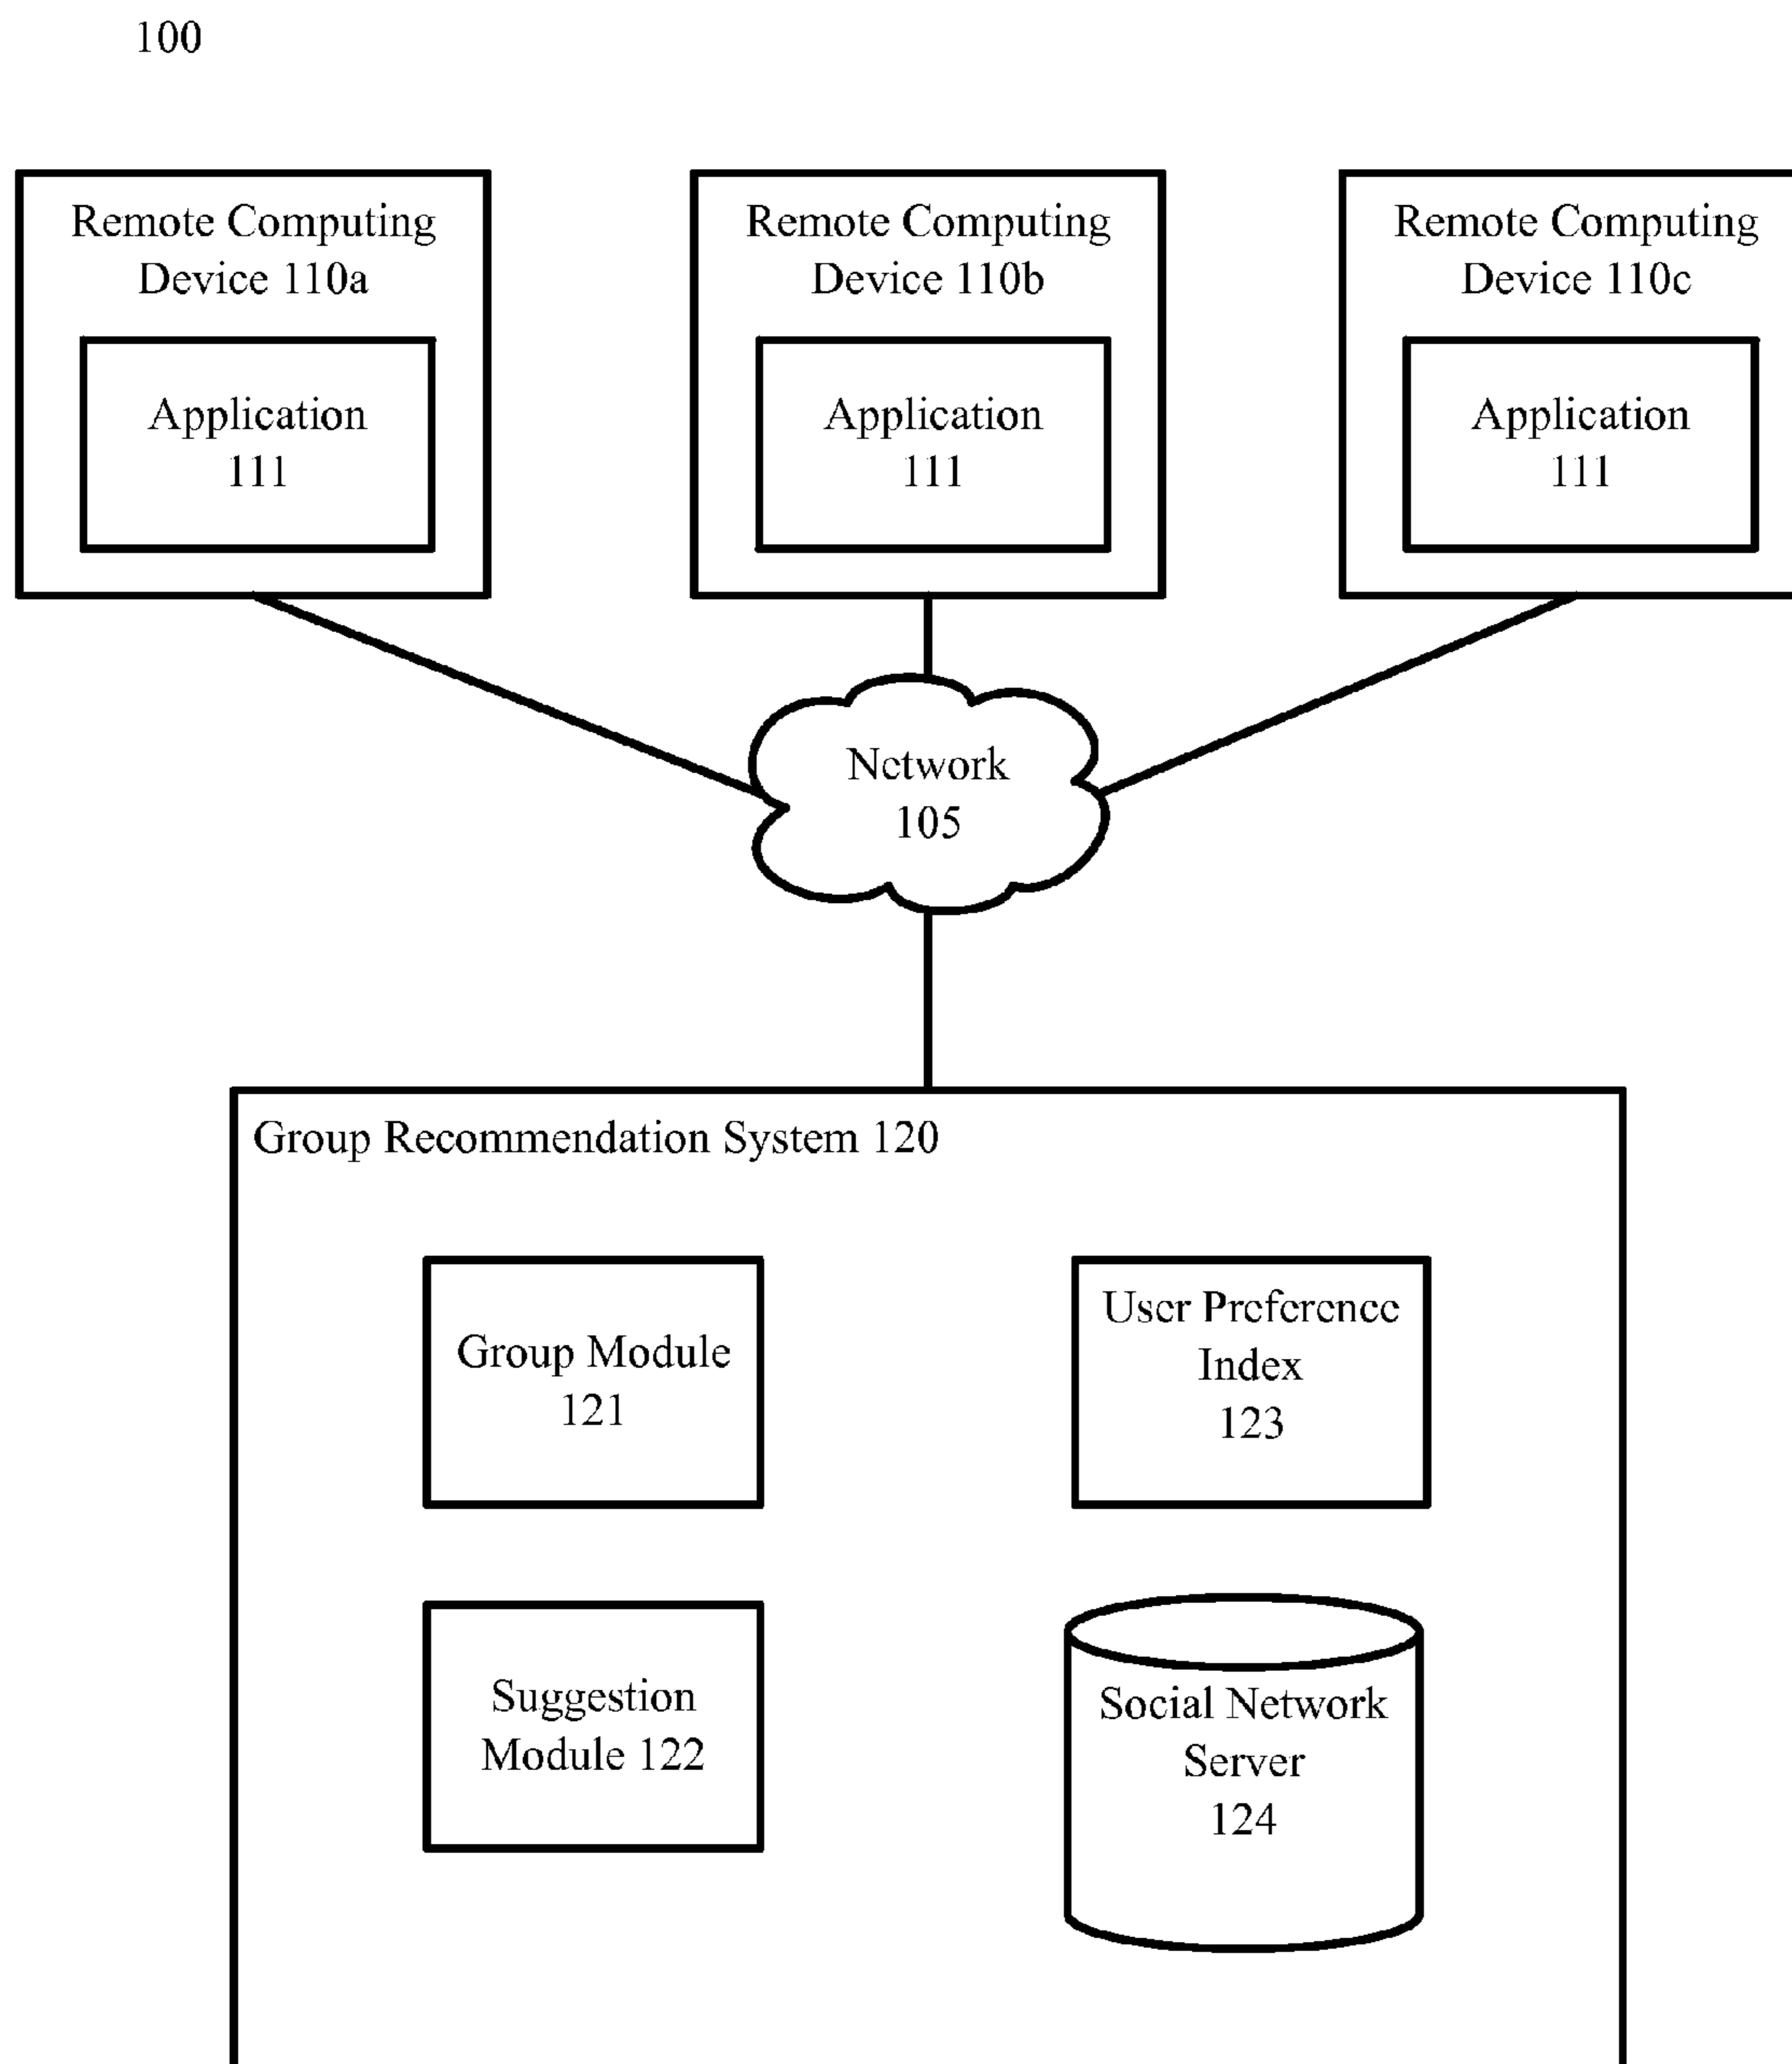 100
Remote Computing
Device 110a
Application
111
Remote Computing
Device 110b
Application
111
Remote Computing
Device 110c
Application
111
Network
105
Group Recommendation System 120
Group Module
121
User Preference
Index
123
Suggestion
Module 122
Social Network
Server
124